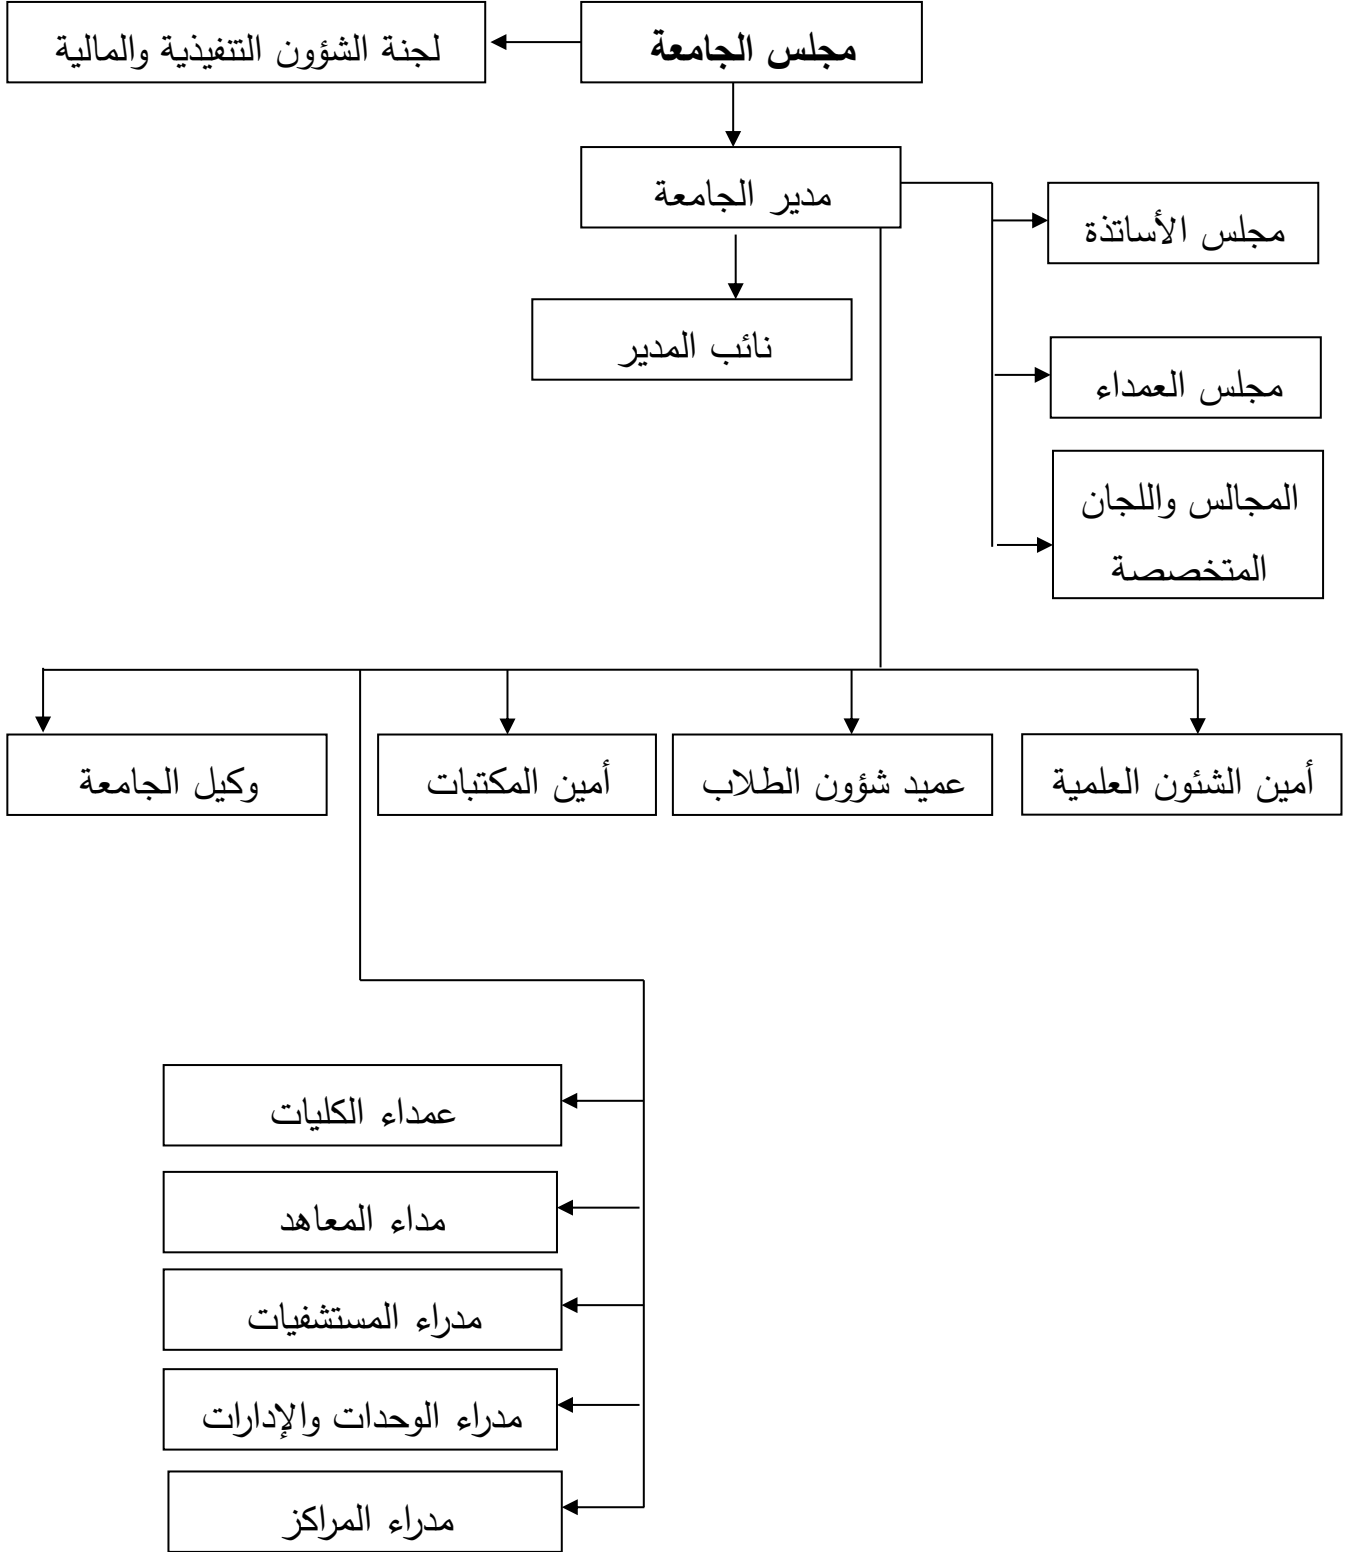 مجلس الجامعة
لجنة الشؤون التنفيذية والمالية
مدير الجامعة
مجلس الأساتذة
نائب المدير
مجلس العمداء
المجالس واللجان
المتخصصة
أمين الشئون العلمية
عميد شؤون الطلاب
أمين المكتبات
وكيل الجامعة
عمداء الكليات
مداء المعاهد
مدراء المستشفيات
مدراء الوحدات والإدارات
مدراء المراكز